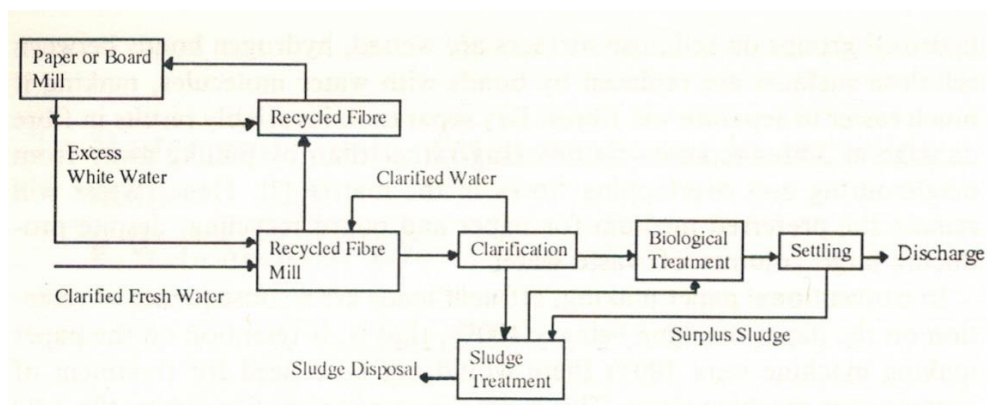 Paper or Board
Mill
Recycled Fibre
Excess
White Water
Clarified Water
Recycled Fibre
Mill
Clarification
Biological
Treatment
Settling
Discharge
Clarified Fresh Water
Surplus Sludge
Sludge Disposal
Sludge
Treatment